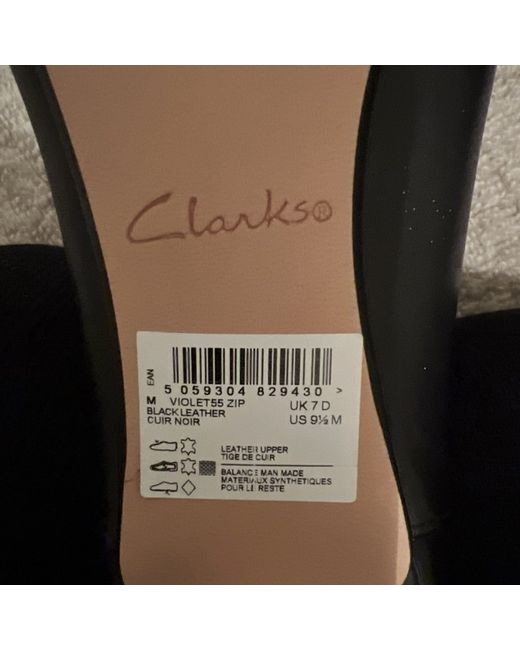 Clarks®
EAN
5 059304 829430 >
M VIOLET55 ZIP UK 7 D
BLACK LEATHER US 9½ M
CUIR NOIR
LEATHER UPPER
TIGE DE CUIR
BALANCE MAN MADE
MATERIAUX SYNTHETIQUES
POUR LE RESTE